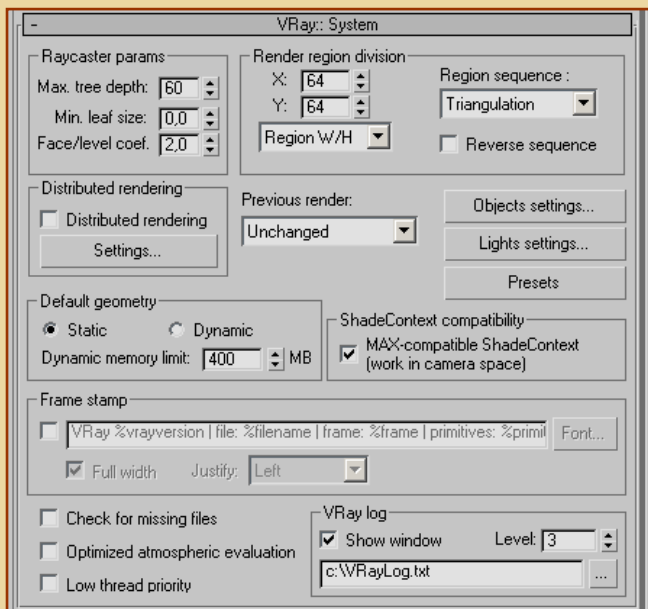 - VRay:: System
Raycaster params
Max. tree depth: 60
Min. leaf size: 0,0
Face/level coef. 2,0
Render region division
X: 64
Y: 64
Region W/H
Region sequence :
Triangulation
Reverse sequence
Distributed rendering
Distributed rendering
Settings...
Previous render:
Unchanged
Objects settings...
Lights settings...
Presets
Default geometry
Static Dynamic
Dynamic memory limit: 400 MB
ShadeContext compatibility
MAX-compatible ShadeContext
(work in camera space)
Frame stamp
VRay %vrayversion | file: %filename | frame: %frame | primitives: %primit
Font...
Full width Justify: Left
Check for missing files
Optimized atmospheric evaluation
Low thread priority
VRay log
Show window Level: 3
c:\VRayLog.txt ...